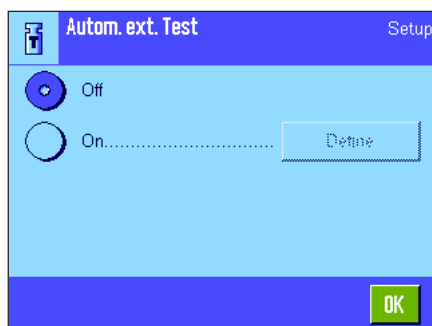 Autom. ext. Test
Setup
Off
On.............................. Define
OK